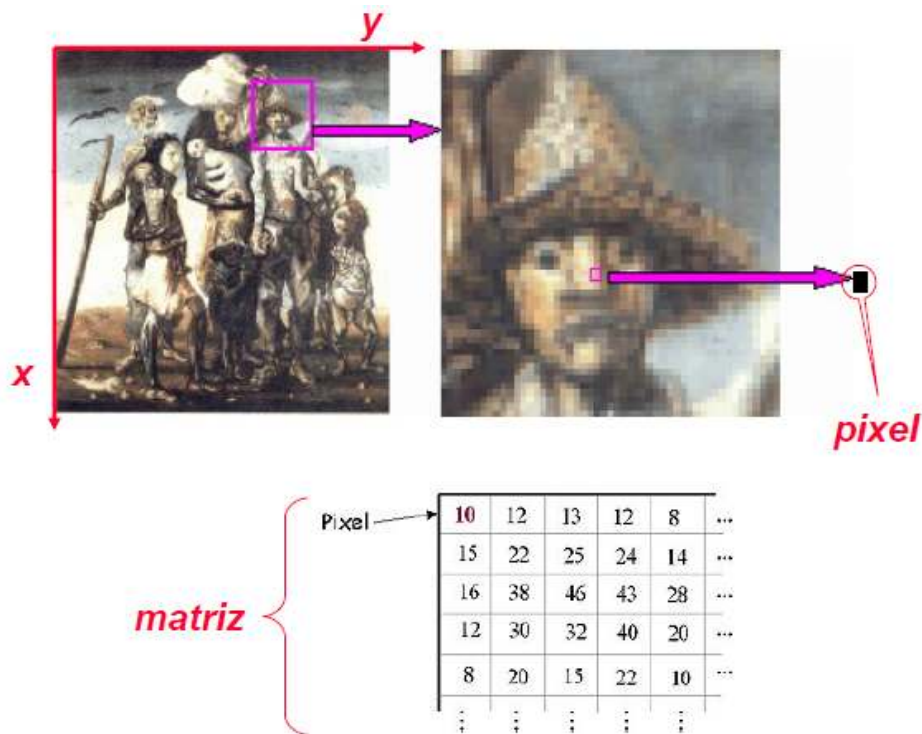 y
x
pixel
Pixel
10 12 13 12 8 ...
15 22 25 24 14 ...
16 38 46 43 28 ...
12 30 32 40 20 ...
8 20 15 22 10 ...
⋮ ⋮ ⋮ ⋮ ⋮
matriz